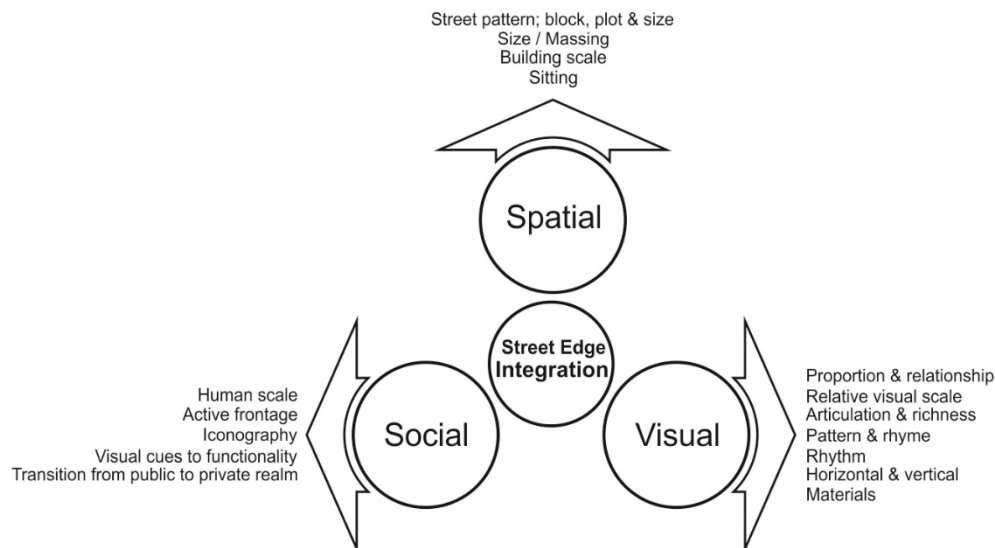 Street pattern; block, plot & size
Size / Massing
Building scale
Sitting
Spatial
Street Edge
Integration
Social
Visual
Human scale
Active frontage
Iconography
Visual cues to functionality
Transition from public to private realm
Proportion & relationship
Relative visual scale
Articulation & richness
Pattern & rhyme
Rhythm
Horizontal & vertical
Materials